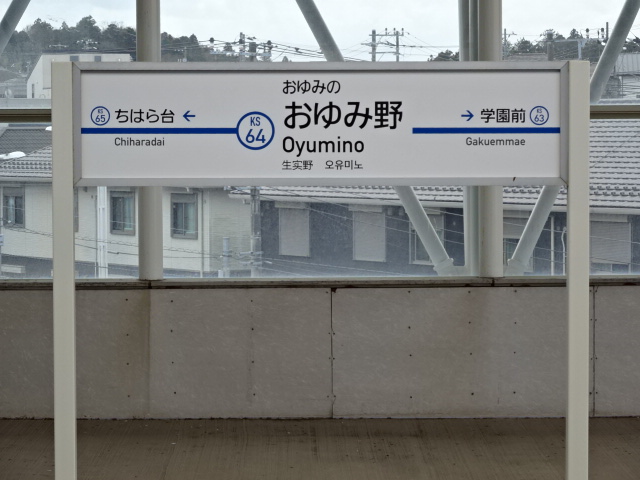 おゆみの
KS
65
ちはら台 ←
Chiharadai
KS
64
おゆみ野
Oyumino
生実野 오유미노
→ 学園前
KS
63
Gakuemmae